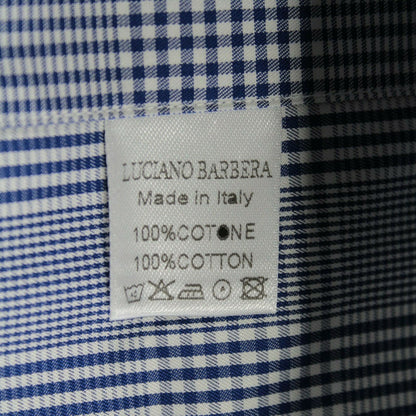 LUCIANO BARBERA
Made in Italy
100%COTONE
100%COTTON